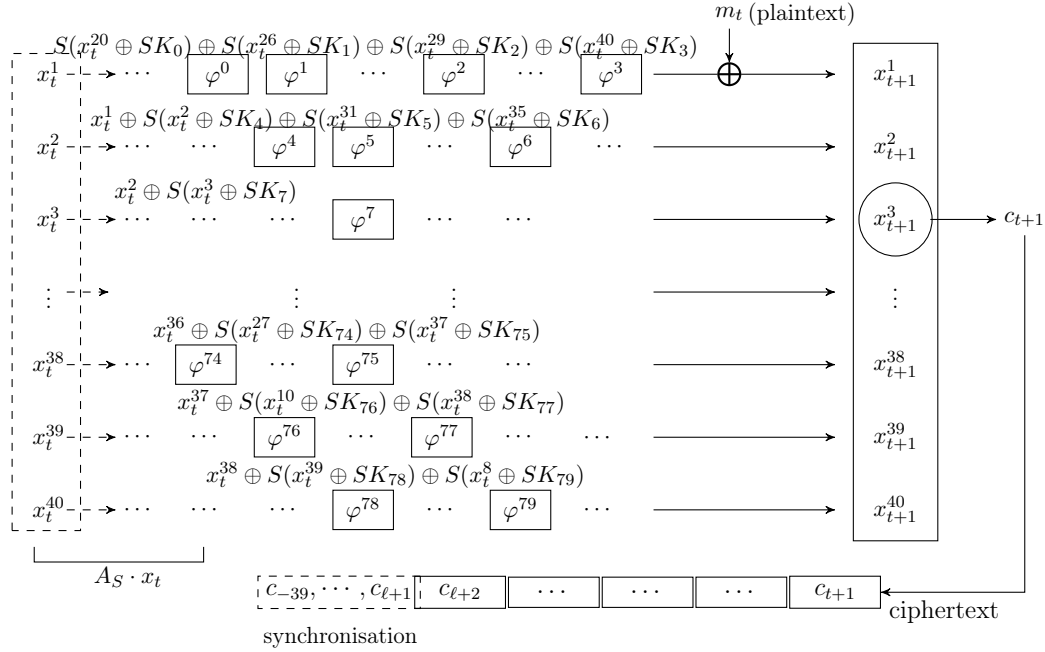 m_t (plaintext)
S(x_t^{20} ⊕ SK_0) ⊕ S(x_t^{26} ⊕ SK_1) ⊕ S(x_t^{29} ⊕ SK_2) ⊕ S(x_t^{40} ⊕ SK_3)
x_t^1 ··· φ^0 φ^1 ··· φ^2 ··· φ^3 ⊕ x_{t+1}^1
x_t^1 ⊕ S(x_t^2 ⊕ SK_4) ⊕ S(x_t^{31} ⊕ SK_5) ⊕ S(x_t^{35} ⊕ SK_6)
x_t^2 ··· ··· φ^4 φ^5 ··· φ^6 ··· x_{t+1}^2
x_t^2 ⊕ S(x_t^3 ⊕ SK_7)
x_t^3 ··· ··· ··· φ^7 ··· ··· x_{t+1}^3 c_{t+1}
⋮ ⋮ ⋮ ⋮
x_t^{36} ⊕ S(x_t^{27} ⊕ SK_{74}) ⊕ S(x_t^{37} ⊕ SK_{75})
x_t^{38} ··· φ^{74} ··· φ^{75} ··· ··· x_{t+1}^{38}
x_t^{37} ⊕ S(x_t^{10} ⊕ SK_{76}) ⊕ S(x_t^{38} ⊕ SK_{77})
x_t^{39} ··· ··· φ^{76} ··· φ^{77} ··· ··· x_{t+1}^{39}
x_t^{38} ⊕ S(x_t^{39} ⊕ SK_{78}) ⊕ S(x_t^8 ⊕ SK_{79})
x_t^{40} ··· ··· ··· φ^{78} ··· φ^{79} ··· x_{t+1}^{40}
A_S · x_t
c_{-39}, ···, c_{ℓ+1} c_{ℓ+2} ··· ··· ··· c_{t+1}
ciphertext
synchronisation